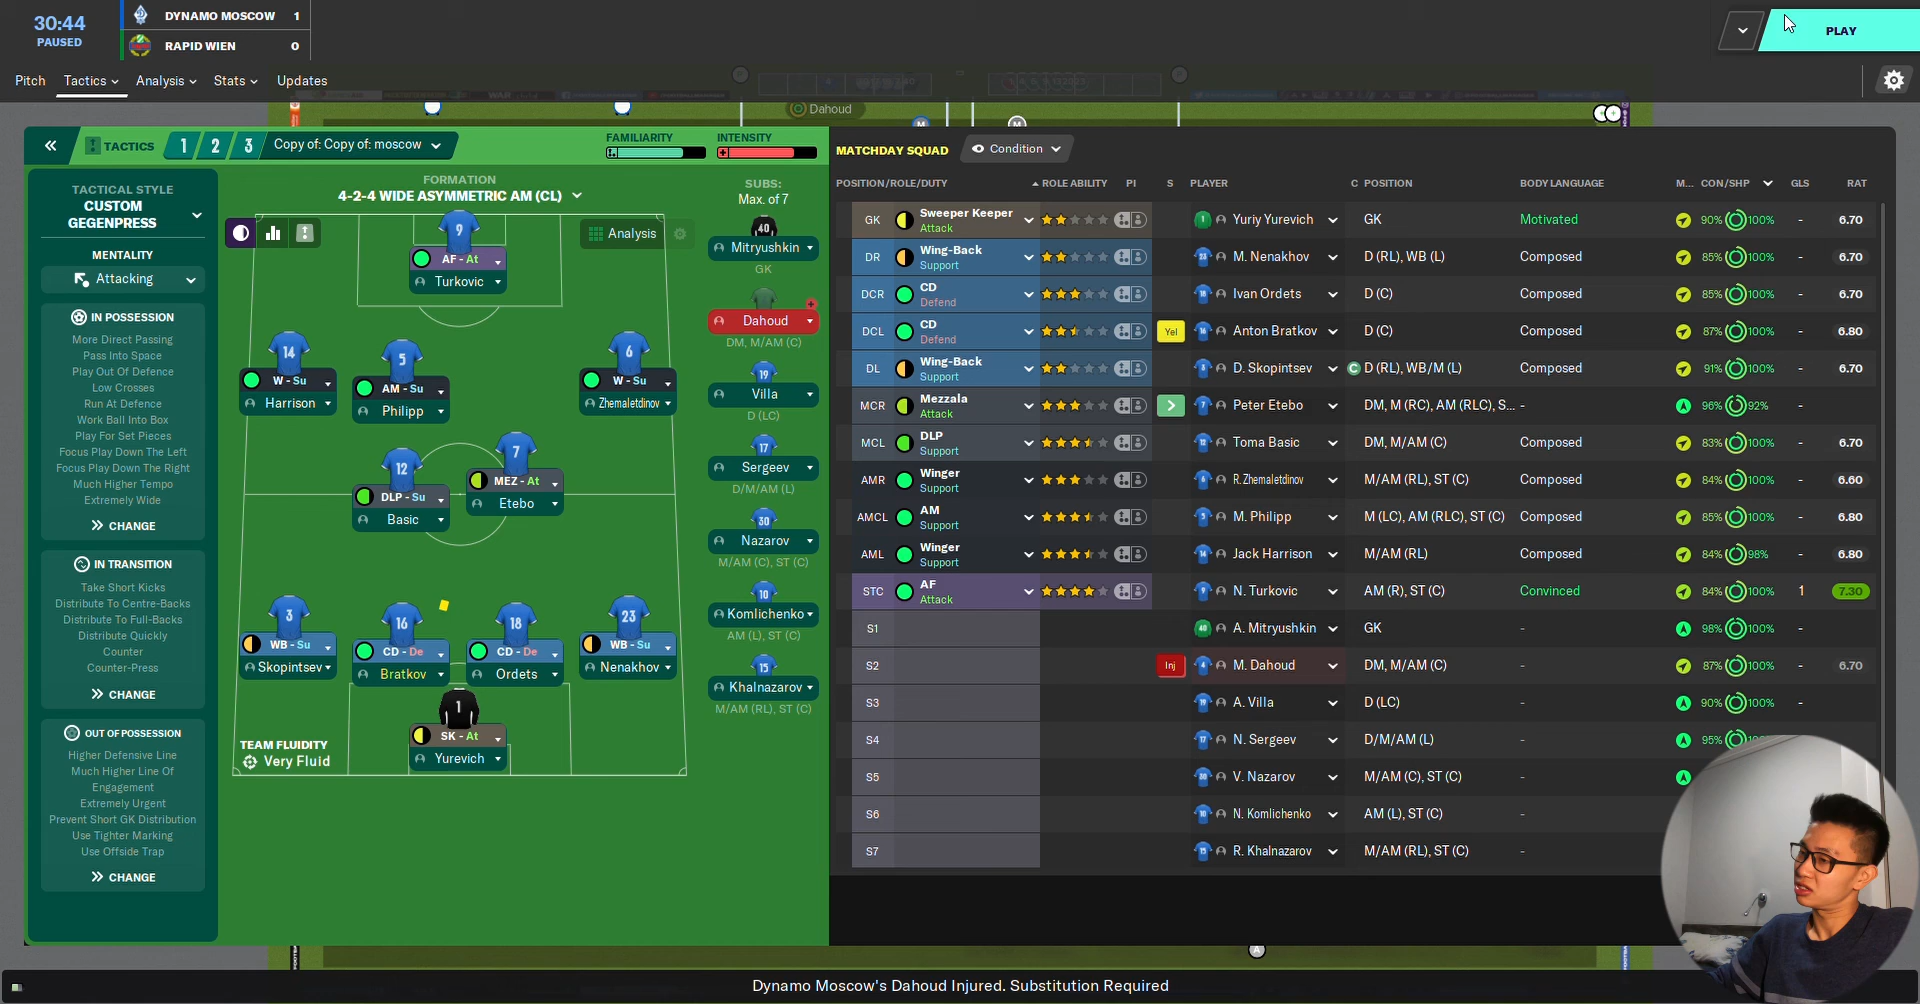 30:44
PAUSED
DYNAMO MOSCOW 1
RAPID WIEN 0
PLAY
Pitch Tactics Analysis Stats Updates
Dahoud
TACTICS 1 2 3 Copy of: Copy of: moscow
FAMILIARITY
INTENSITY
TACTICAL STYLE
CUSTOM
GEGENPRESS
MENTALITY
Attacking
IN POSSESSION
More Direct Passing
Pass Into Space
Play Out Of Defence
Low Crosses
Run At Defence
Work Ball Into Box
Play For Set Pieces
Focus Play Down The Left
Focus Play Down The Right
Much Higher Tempo
Extremely Wide
CHANGE
IN TRANSITION
Take Short Kicks
Distribute To Centre-Backs
Distribute To Full-Backs
Distribute Quickly
Counter
Counter-Press
CHANGE
OUT OF POSSESSION
Higher Defensive Line
Much Higher Line Of
Engagement
Extremely Urgent
Prevent Short GK Distribution
Use Tighter Marking
Use Offside Trap
CHANGE
FORMATION
4-2-4 WIDE ASYMMETRIC AM (CL)
Analysis
9
AF - At
Turkovic
14
W - Su
Harrison
5
AM - Su
Philipp
6
W - Su
Zhemaletdinov
12
DLP - Su
Basic
7
MEZ - At
Etebo
3
WB - Su
Skopintsev
16
CD - De
Bratkov
18
CD - De
Ordets
23
WB - Su
Nenakhov
1
SK - At
Yurevich
TEAM FLUIDITY
Very Fluid
SUBS:
Max. of 7
40
Mitryushkin
GK
Dahoud
DM, M/AM (C)
19
Villa
D (LC)
17
Sergeev
D/M/AM (L)
30
Nazarov
M/AM (C), ST (C)
10
Komlichenko
AM (L), ST (C)
15
Khalnazarov
M/AM (RL), ST (C)
MATCHDAY SQUAD Condition
POSITION/ROLE/DUTY ROLE ABILITY PI S PLAYER C POSITION BODY LANGUAGE M... CON/SHP GLS RAT
GK Sweeper Keeper Attack Yuriy Yurevich GK Motivated 90% 100% - 6.70
DR Wing-Back Support M. Nenakhov D (RL), WB (L) Composed 85% 100% - 6.70
DCR CD Defend Ivan Ordets D (C) Composed 85% 100% - 6.70
DCL CD Defend Yel Anton Bratkov D (C) Composed 87% 100% - 6.80
DL Wing-Back Support D. Skopintsev C D (RL), WB/M (L) Composed 91% 100% - 6.70
MCR Mezzala Attack Peter Etebo DM, M (RC), AM (RLC), S... - 96% 92% -
MCL DLP Support Toma Basic DM, M/AM (C) Composed 83% 100% - 6.70
AMR Winger Support R. Zhemaletdinov M/AM (RL), ST (C) Composed 84% 100% - 6.60
AMCL AM Support M. Philipp M (LC), AM (RLC), ST (C) Composed 85% 100% - 6.80
AML Winger Support Jack Harrison M/AM (RL) Composed 84% 98% - 6.80
STC AF Attack N. Turkovic AM (R), ST (C) Convinced 84% 100% 1 7.30
S1 A. Mitryushkin GK - 98% 100% -
S2 Inj M. Dahoud DM, M/AM (C) - 87% 100% - 6.70
S3 A. Villa D (LC) - 90% 100% -
S4 N. Sergeev D/M/AM (L) - 95%
S5 V. Nazarov M/AM (C), ST (C) -
S6 N. Komlichenko AM (L), ST (C) -
S7 R. Khalnazarov M/AM (RL), ST (C) -
Dynamo Moscow's Dahoud Injured. Substitution Required